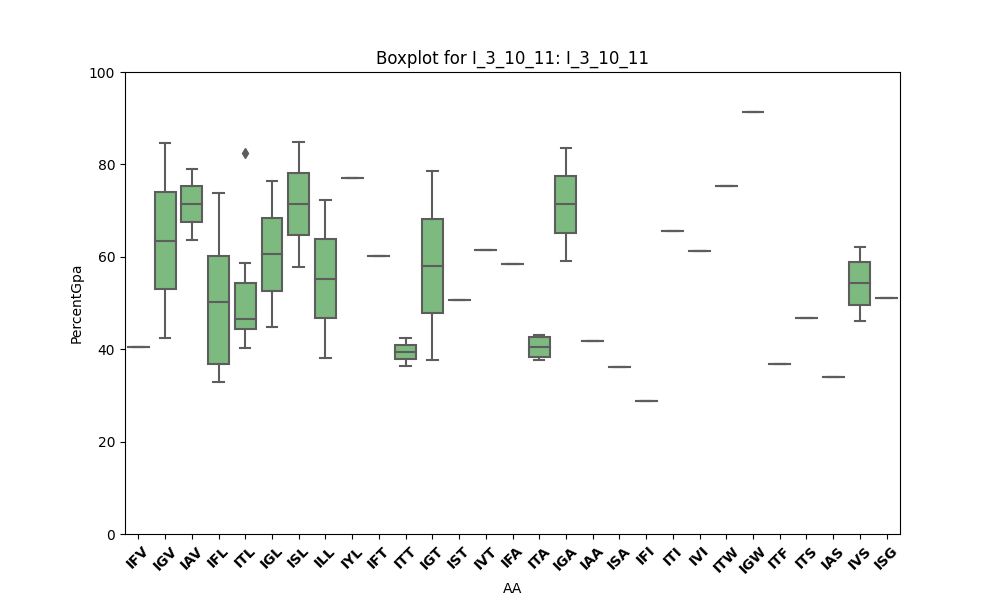 Boxplot for I_3_10_11: I_3_10_11
100
80
60
40
20
0
PercentGpa
IFV IGV IAV IFL ITL IGL ISL ILL IYL IFT ITT IGT IST IVT IFA ITA IGA IAA ISA IFI ITI IVI ITW IGW ITF ITS IAS IVS ISG
AA